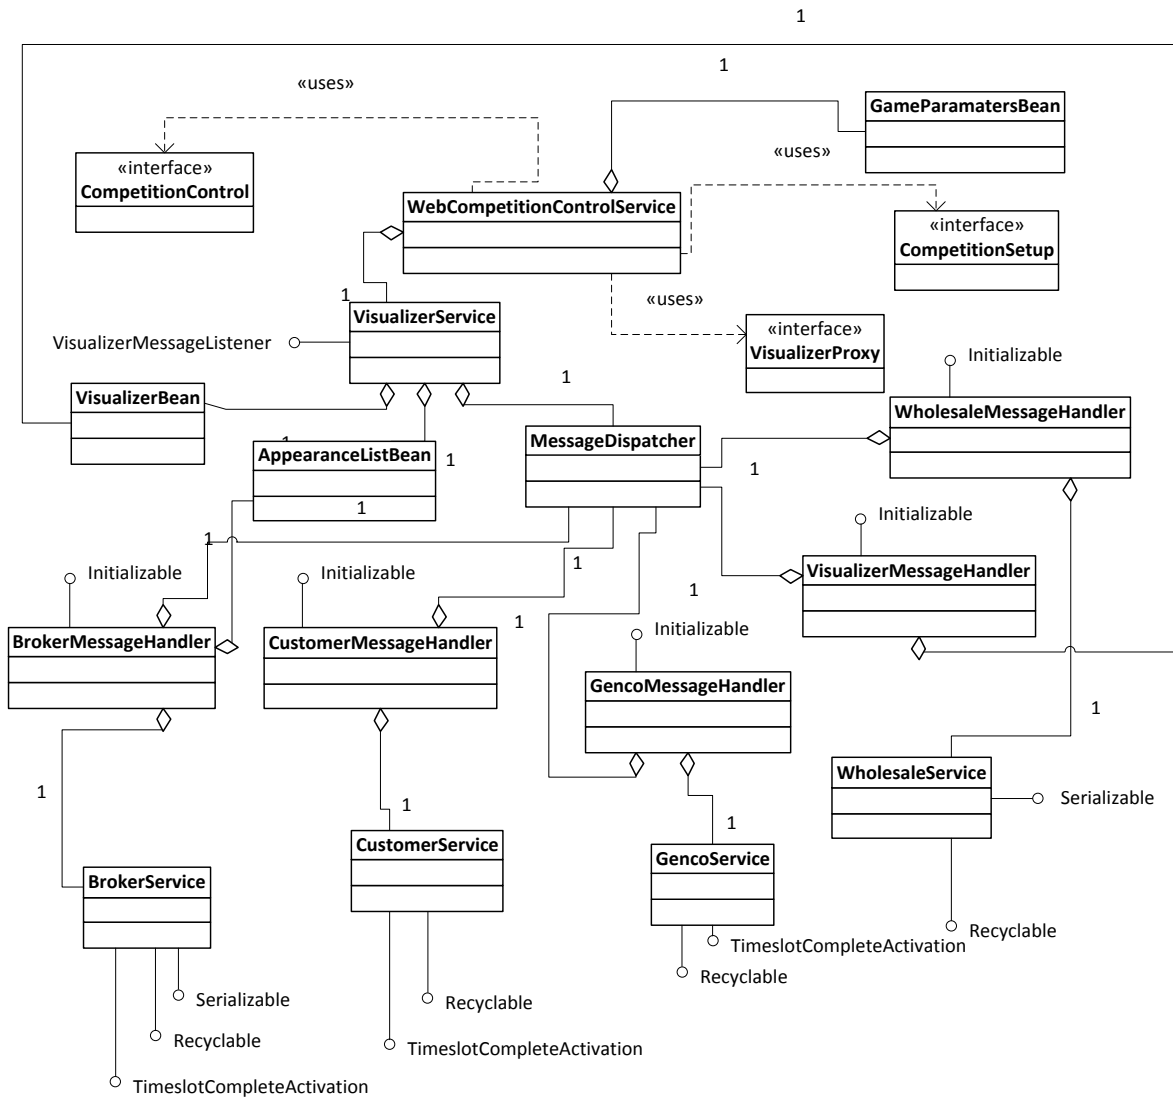 1
1
«uses»
GameParamatersBean
«uses»
«interface»
CompetitionControl
WebCompetitionControlService
«interface»
CompetitionSetup
1
«uses»
VisualizerService
«interface»
VisualizerProxy
VisualizerMessageListener
Initializable
1
VisualizerBean
WholesaleMessageHandler
1
MessageDispatcher
AppearanceListBean
1
1
1
Initializable
1
1
Initializable
Initializable
VisualizerMessageHandler
1
1
Initializable
BrokerMessageHandler
CustomerMessageHandler
GencoMessageHandler
1
WholesaleService
1
1
Serializable
1
CustomerService
GencoService
BrokerService
Recyclable
TimeslotCompleteActivation
Recyclable
Serializable
Recyclable
Recyclable
TimeslotCompleteActivation
TimeslotCompleteActivation